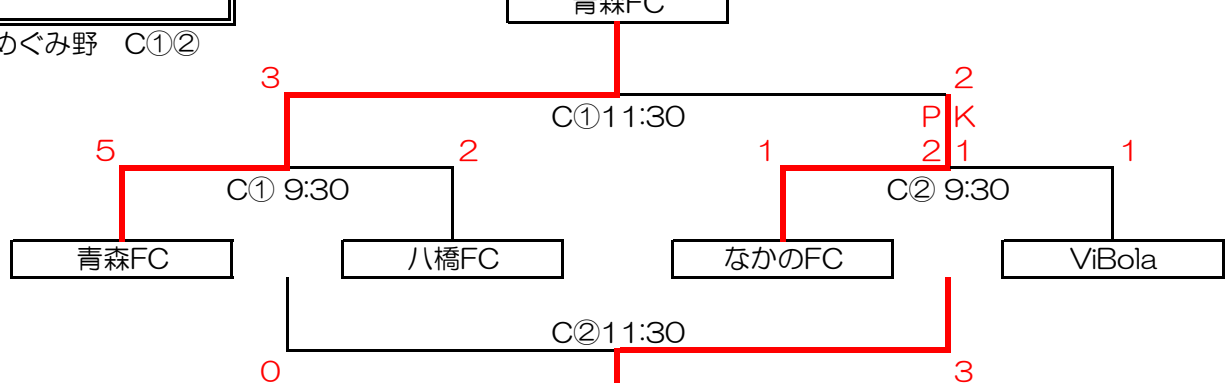 青森FC
めぐみ野 C①②
3 2
C①11:30 P K
5 2 1 2 1 1
C① 9:30 C② 9:30
青森FC 八橋FC なかのFC ViBola
C②11:30
0 3